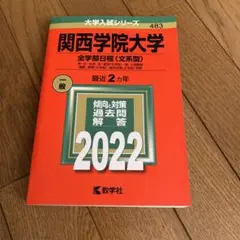 大学入試シリーズ
483
関西学院大学
全学部日程〈文系型〉
最近2カ年
一般
傾向と対策
過去問
解答
2022
教学社